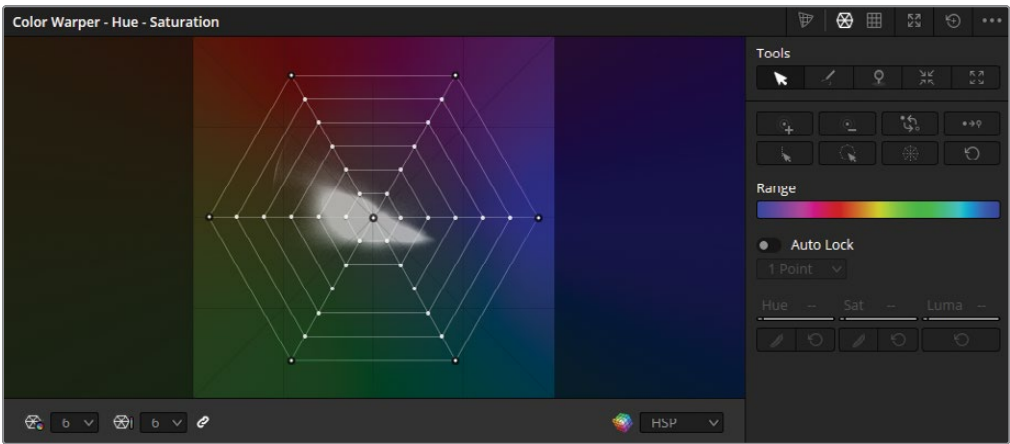 Color Warper - Hue - Saturation
Tools
Range
Auto Lock
1 Point
Hue -- Sat -- Luma --
6 6 HSP